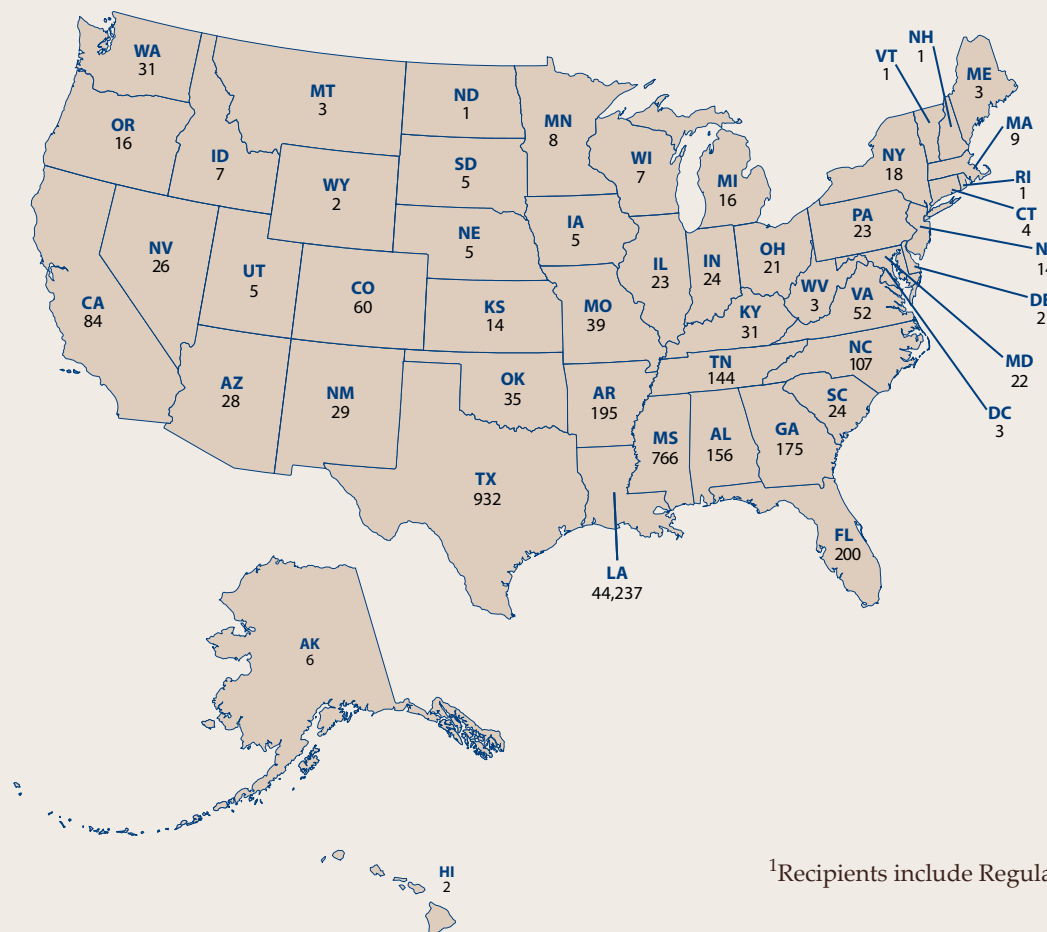 NH
1
VT
1
ME
3
WA
31
MT
3
ND
1
MN
8
MA
9
OR
16
ID
7
SD
5
WI
7
MI
16
NY
18
RI
1
WY
2
CT
4
NV
26
NE
5
IA
5
PA
23
N
14
UT
5
CO
60
IL
23
IN
24
OH
21
WV
3
VA
52
DE
2
CA
84
KS
14
MO
39
KY
31
NC
107
MD
22
AZ
28
NM
29
OK
35
AR
195
TN
144
SC
24
DC
3
MS
766
AL
156
GA
175
TX
932
FL
200
LA
44,237
AK
6
HI
2
¹Recipients include Regula